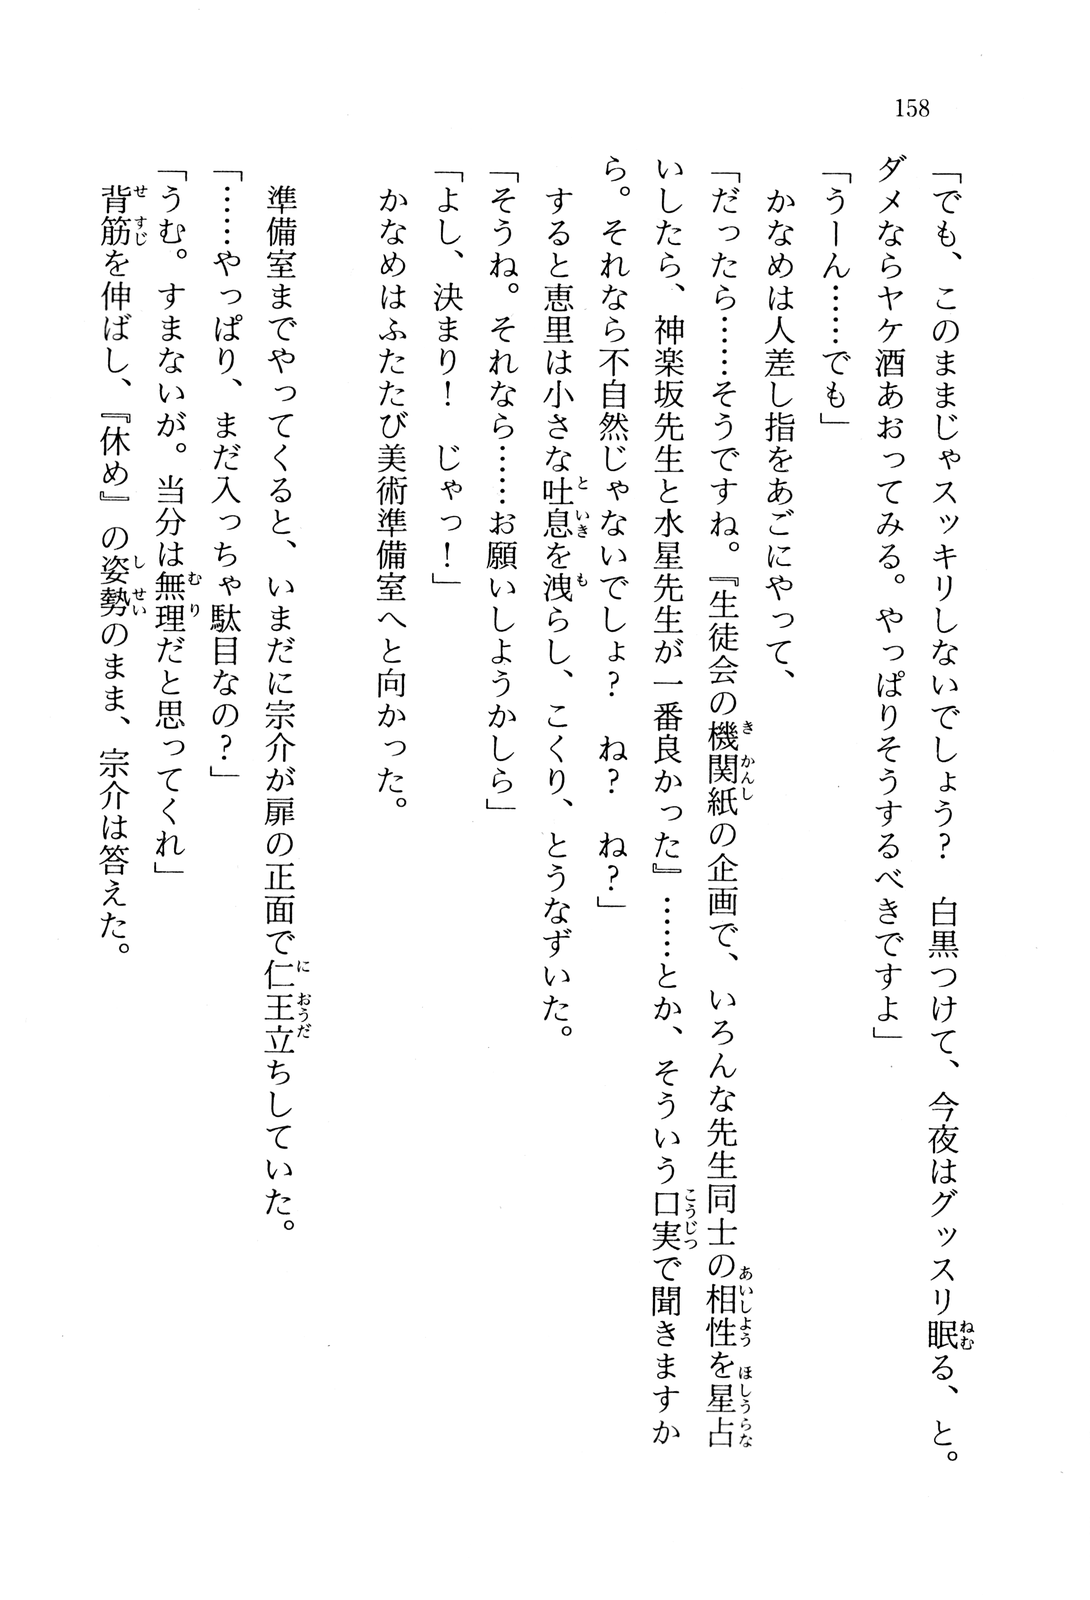 158
「でも、このままじゃスッキリしないでしょう?　白黒つけて、今夜はグッスリ眠る、と。
ダメならヤケ酒あおってみる。やっぱりそうするべきですよ」
「うーん……でも」
　かなめは人差し指をあごにやって、
「だったら……そうですね。『生徒会の機関紙の企画で、いろんな先生同士の相性を星占
いしたら、神楽坂先生と水星先生が一番良かった』……とか、そういう口実で聞きますか
ら。それなら不自然じゃないでしょ?　ね?　ね?」
　すると恵里は小さな吐息を洩らし、こくり、とうなずいた。
「そうね。それなら……お願いしようかしら」
「よし、決まり!　じゃっ!」
　かなめはふたたび美術準備室へと向かった。
　準備室までやってくると、いまだに宗介が扉の正面で仁王立ちしていた。
「……やっぱり、まだ入っちゃ駄目なの?」
「うむ。すまないが。当分は無理だと思ってくれ」
　背筋を伸ばし、『休め』の姿勢のまま、宗介は答えた。